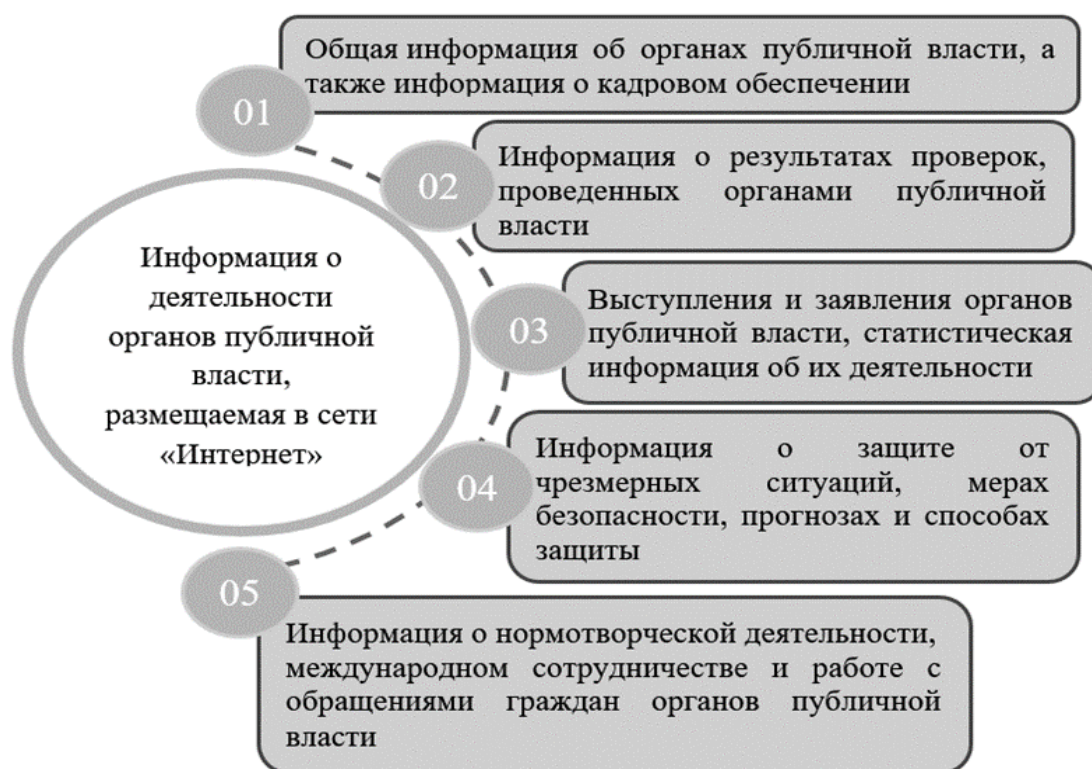 01
Общая информация об органах публичной власти, а
также информация о кадровом обеспечении
02
Информация о результатах проверок,
проведенных органами публичной
власти
Информация о
деятельности
органов публичной
власти,
размещаемая в сети
«Интернет»
03
Выступления и заявления органов
публичной власти, статистическая
информация об их деятельности
04
Информация о защите от
чрезмерных ситуаций, мерах
безопасности, прогнозах и способах
защиты
05
Информация о нормотворческой деятельности,
международном сотрудничестве и работе с
обращениями граждан органов публичной
власти